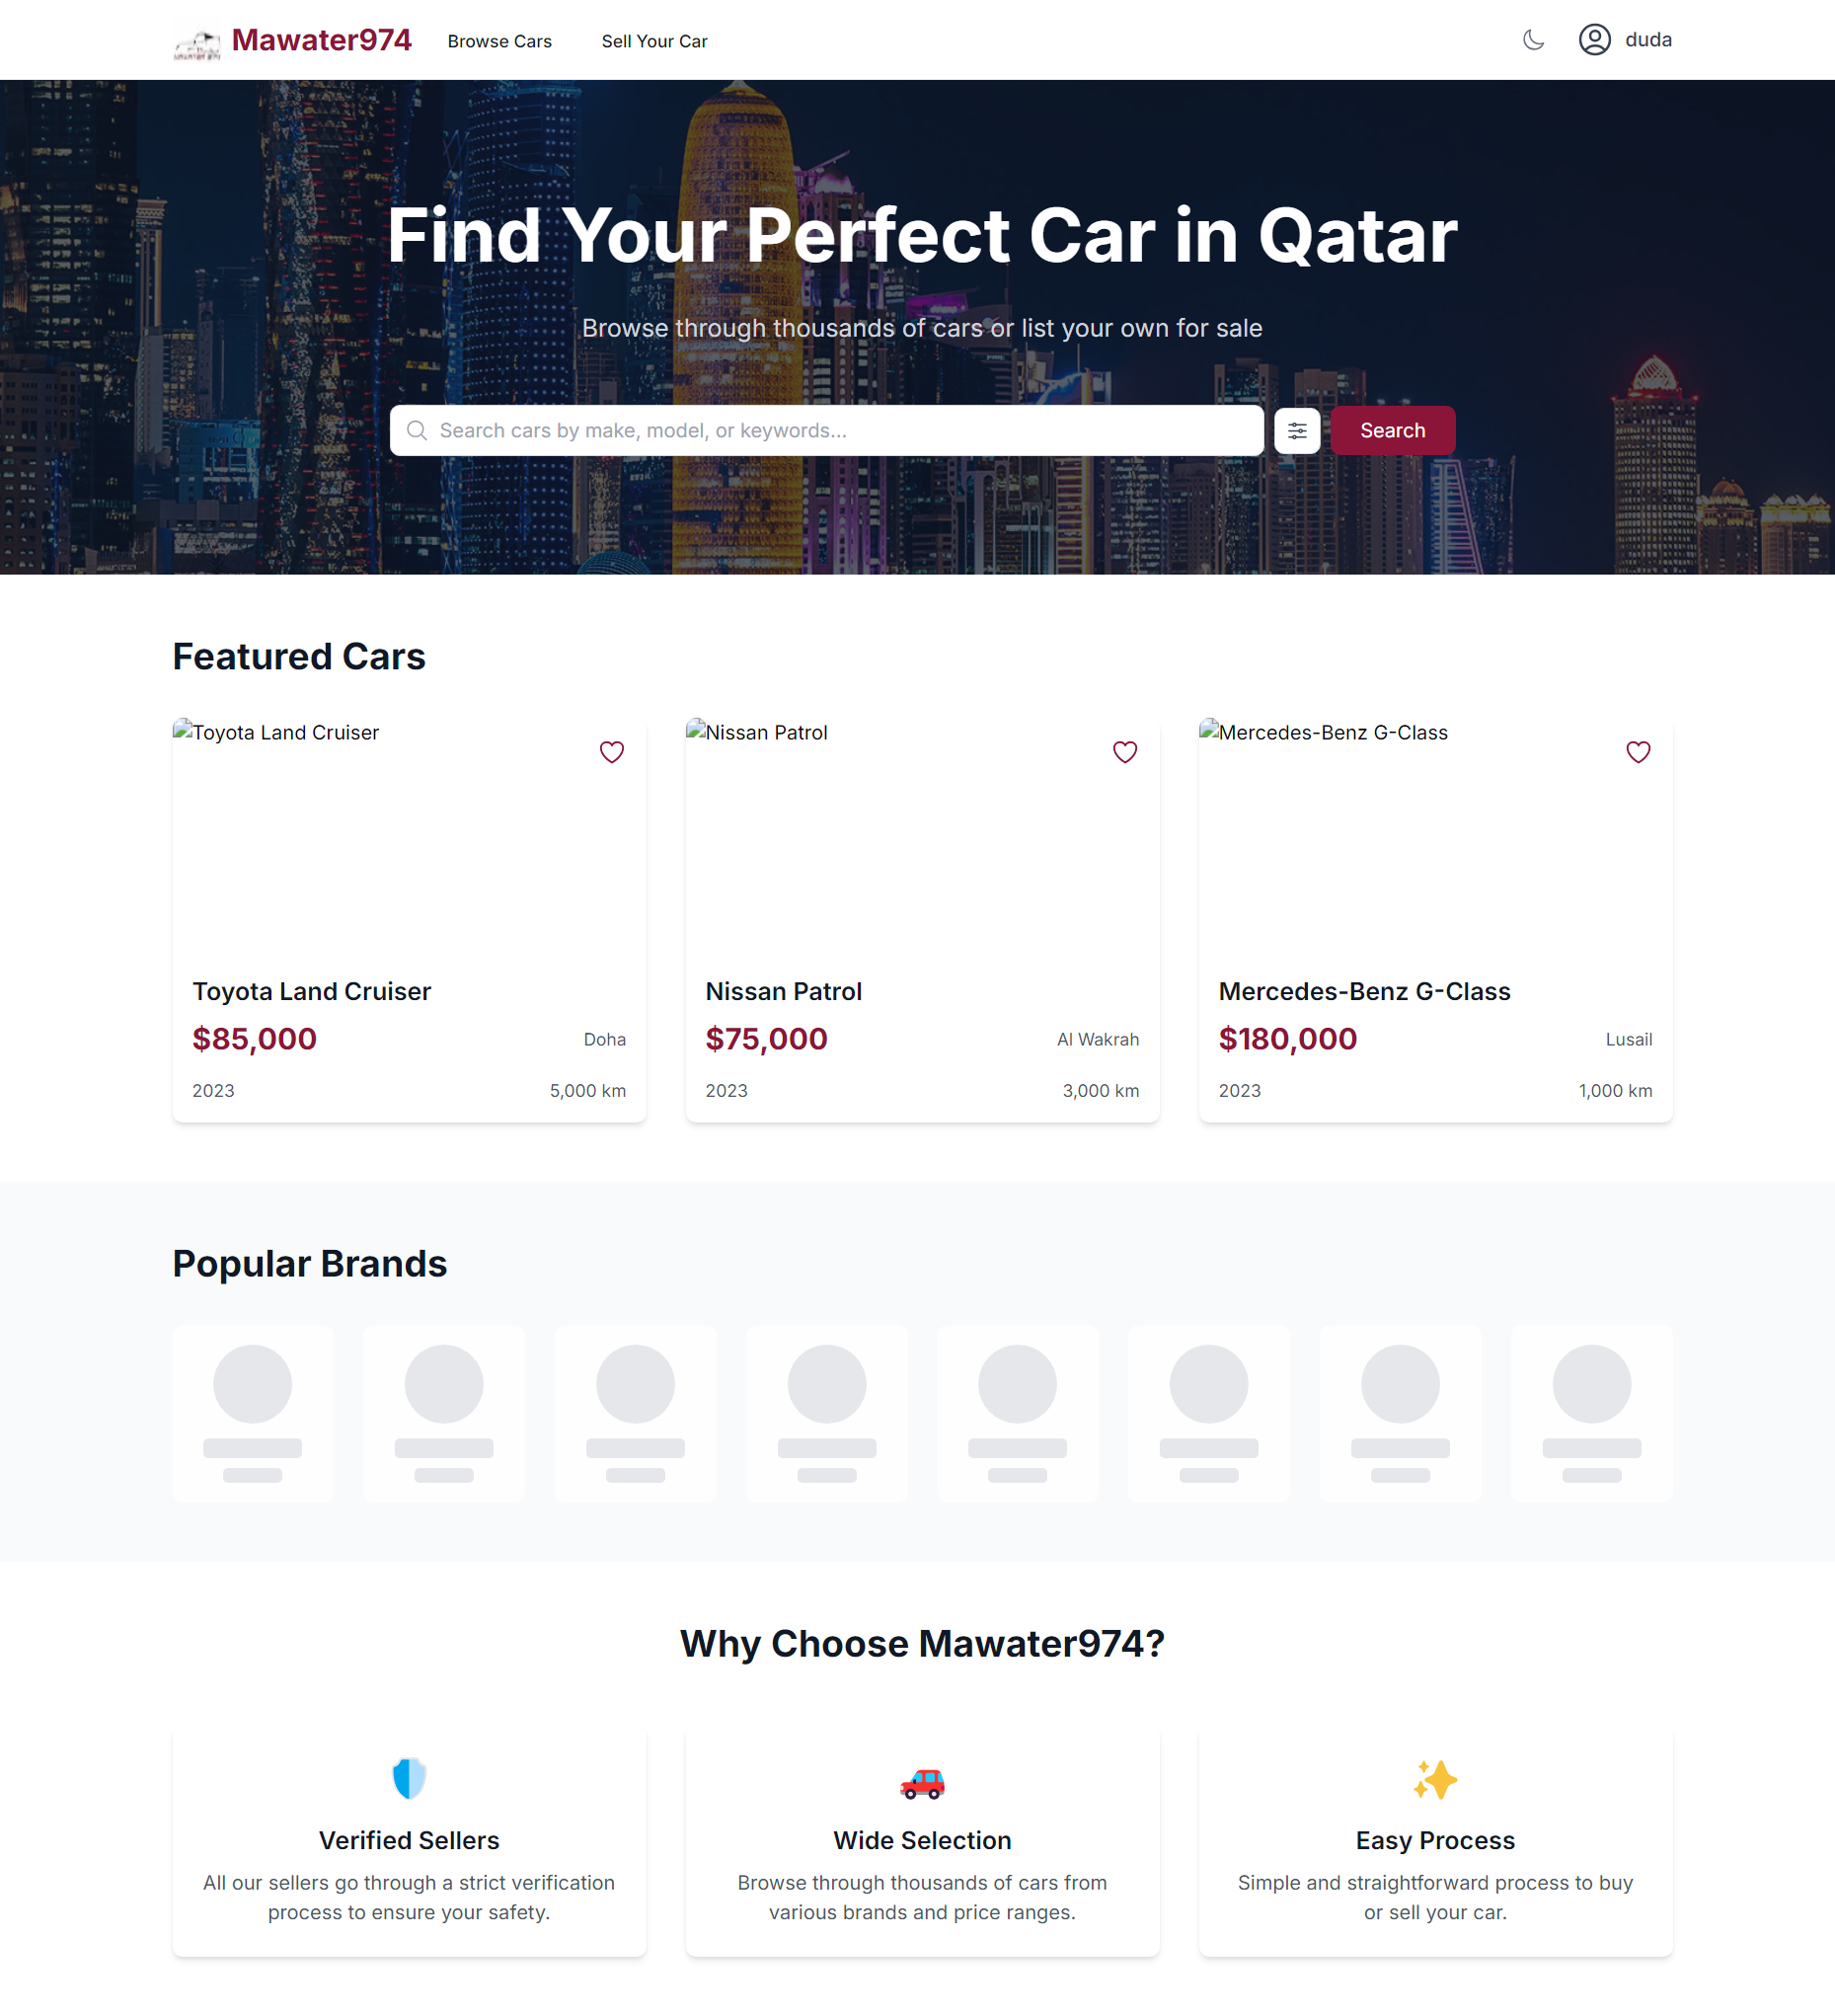 Mawater974
Browse Cars
Sell Your Car
duda
Find Your Perfect Car in Qatar
Browse through thousands of cars or list your own for sale
Search cars by make, model, or keywords...
Search
Featured Cars
Toyota Land Cruiser
Nissan Patrol
Mercedes-Benz G-Class
Toyota Land Cruiser
$85,000
Doha
2023
5,000 km
Nissan Patrol
$75,000
Al Wakrah
2023
3,000 km
Mercedes-Benz G-Class
$180,000
Lusail
2023
1,000 km
Popular Brands
Why Choose Mawater974?
Verified Sellers
All our sellers go through a strict verification
process to ensure your safety.
Wide Selection
Browse through thousands of cars from
various brands and price ranges.
Easy Process
Simple and straightforward process to buy
or sell your car.